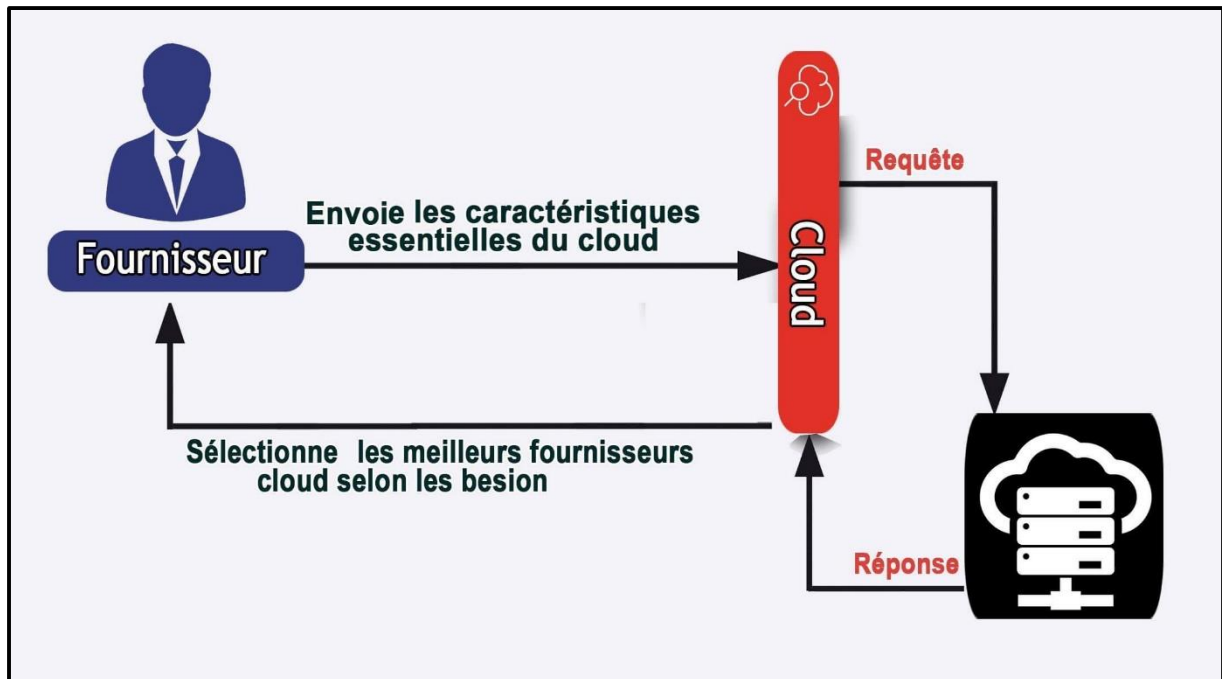 Fournisseur
Envoie les caractéristiques
essentielles du cloud
Cloud
Requête
Sélectionne les meilleurs fournisseurs
cloud selon les besion
Réponse